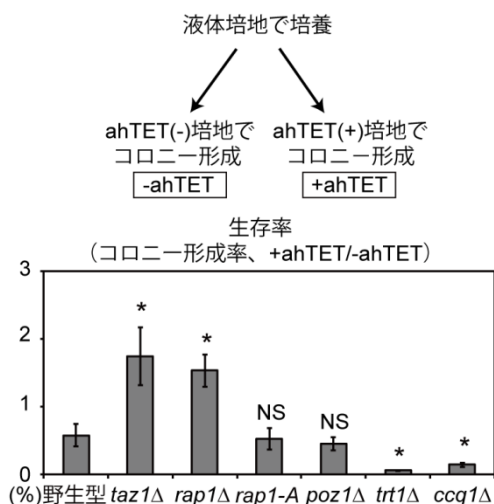 液体培地で培養
ahTET(-)培地で
コロニー形成
-ahTET
ahTET(+)培地で
コロニー形成
+ahTET
生存率
（コロニー形成率、+ahTET/-ahTET）
3
2
1
0
*
*
NS
NS
*
*
(%)
野生型 taz1Δ rap1Δ rap1-A poz1Δ trt1Δ ccq1Δ